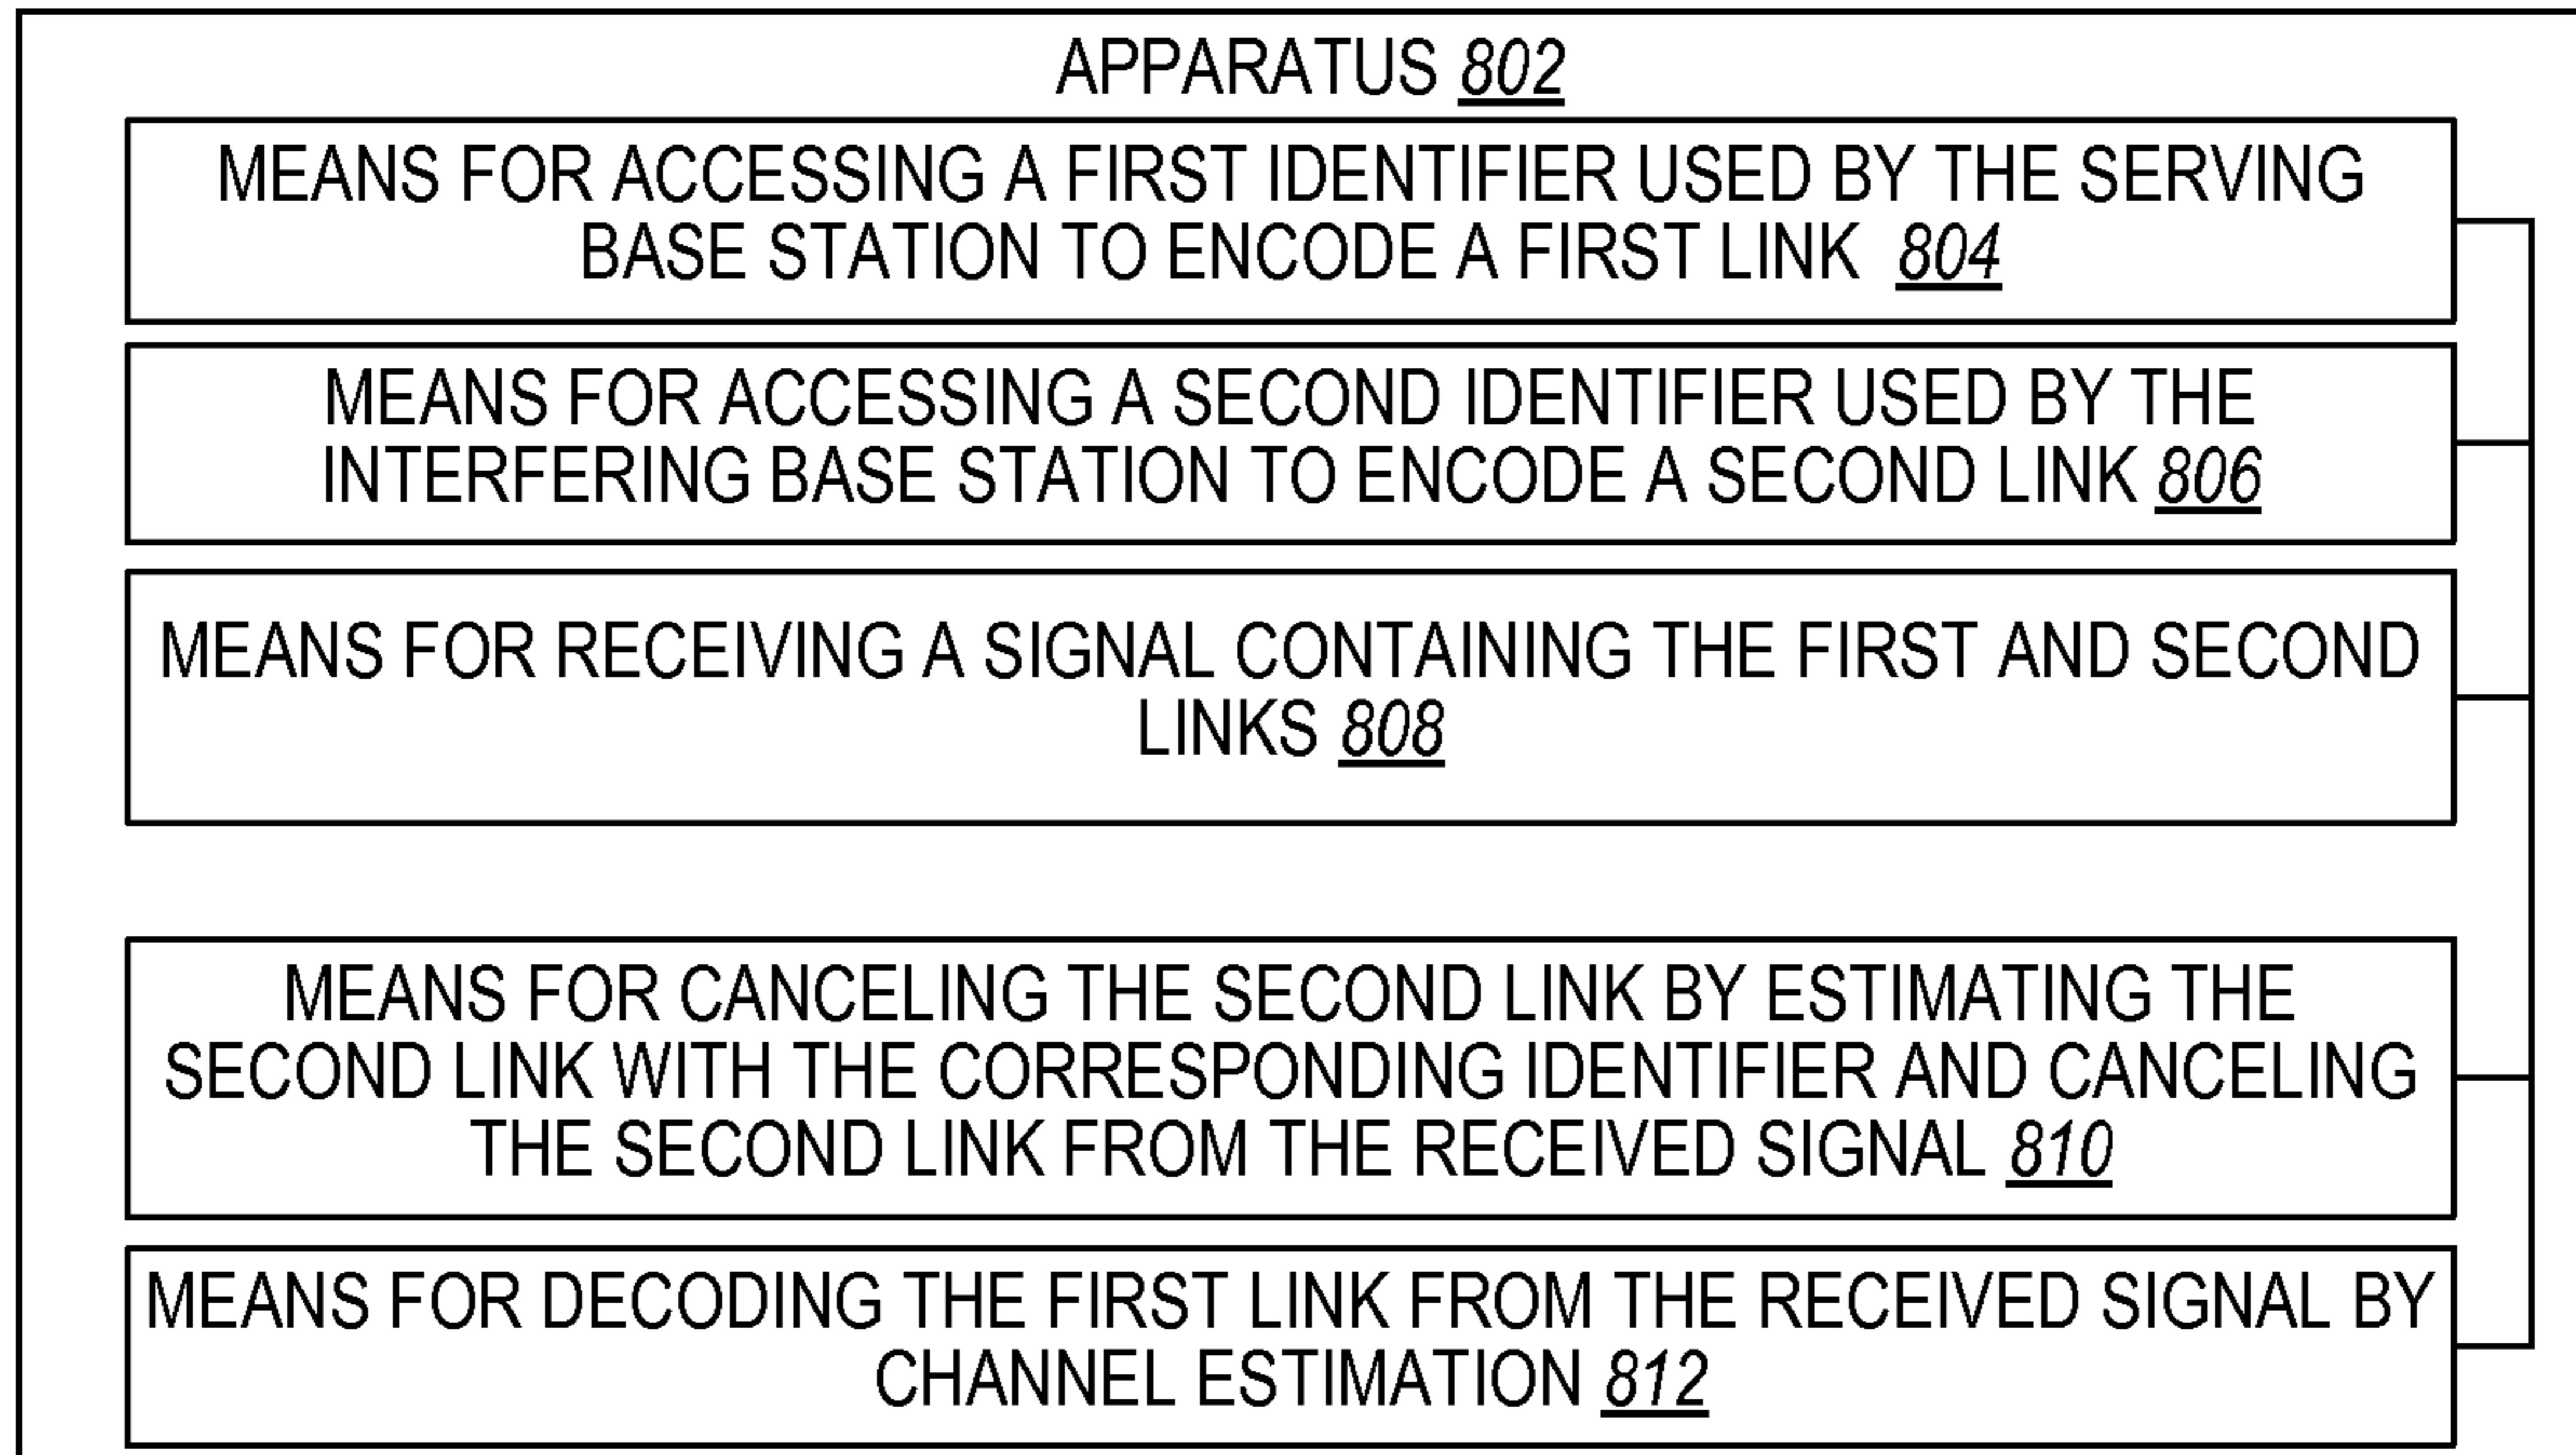 APPARATUS 802
MEANS FOR ACCESSING A FIRST IDENTIFIER USED BY THE SERVING
BASE STATION TO ENCODE A FIRST LINK 804
MEANS FOR ACCESSING A SECOND IDENTIFIER USED BY THE
INTERFERING BASE STATION TO ENCODE A SECOND LINK 806
MEANS FOR RECEIVING A SIGNAL CONTAINING THE FIRST AND SECOND
LINKS 808
MEANS FOR CANCELING THE SECOND LINK BY ESTIMATING THE
SECOND LINK WITH THE CORRESPONDING IDENTIFIER AND CANCELING
THE SECOND LINK FROM THE RECEIVED SIGNAL 810
MEANS FOR DECODING THE FIRST LINK FROM THE RECEIVED SIGNAL BY
CHANNEL ESTIMATION 812